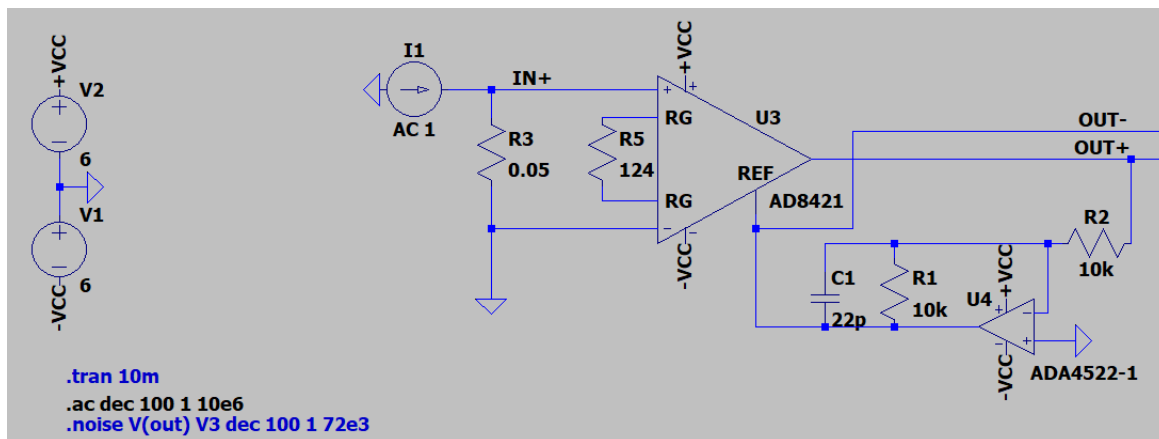 +VCC
V2
6
V1
6
-VCC
I1
AC 1
IN+
R3
0.05
R5
124
RG
RG
+
-
+VCC
+
U3
REF
AD8421
-
-VCC
OUT-
OUT+
R2
10k
C1
22p
R1
10k
U4
+VCC
+
-
+
-
-VCC
ADA4522-1
.tran 10m
.ac dec 100 1 10e6
.noise V(out) V3 dec 100 1 72e3